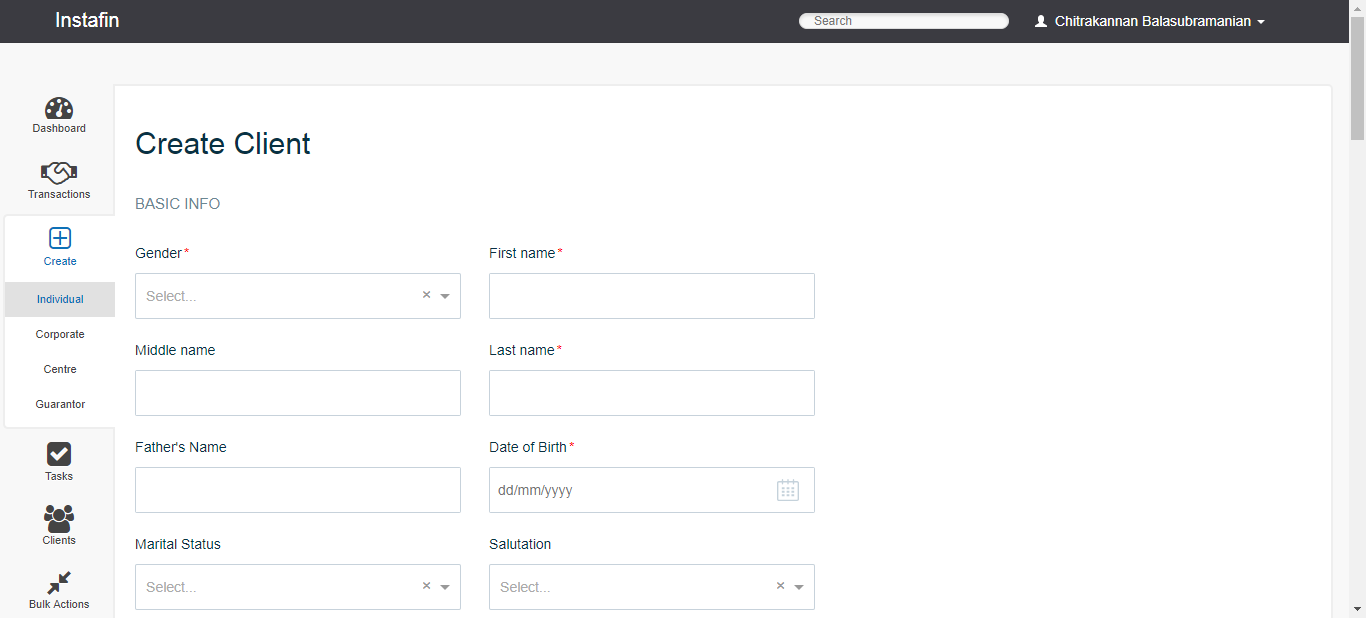 Instafin
Search
Chitrakannan Balasubramanian
Dashboard
Transactions
Create
Individual
Corporate
Centre
Guarantor
Tasks
Clients
Bulk Actions
Create Client
BASIC INFO
Gender* First name*
Select...
Middle name Last name*
Father's Name Date of Birth*
dd/mm/yyyy
Marital Status Salutation
Select... Select...